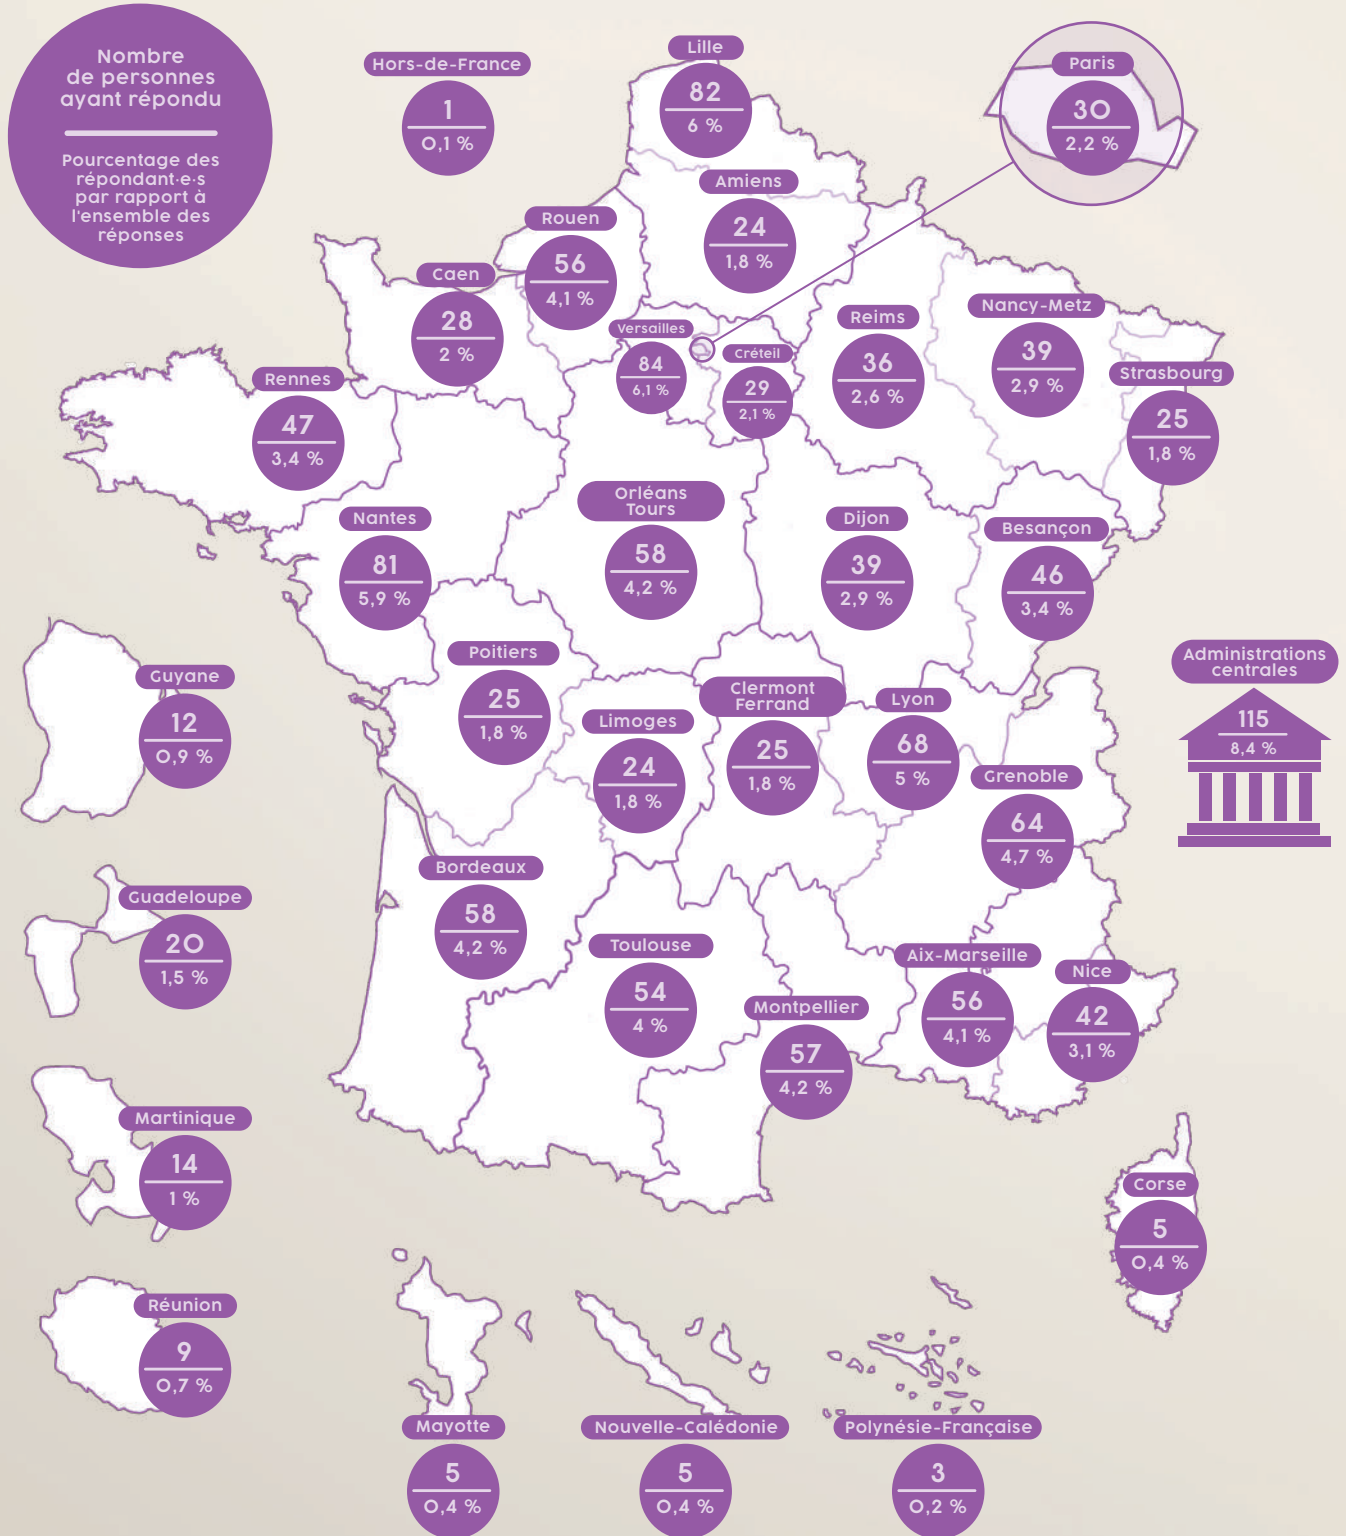 Nombre
de personnes
ayant répondu
Pourcentage des
répondant·e·s
par rapport à
l'ensemble des
réponses
Hors-de-France
1
0,1 %
Lille
82
6 %
Paris
30
2,2 %
Amiens
24
1,8 %
Rouen
56
4,1 %
Caen
28
2 %
Versailles
84
6,1 %
Créteil
29
2,1 %
Reims
36
2,6 %
Nancy-Metz
39
2,9 %
Strasbourg
25
1,8 %
Rennes
47
3,4 %
Nantes
81
5,9 %
Orléans
Tours
58
4,2 %
Dijon
39
2,9 %
Besançon
46
3,4 %
Administrations
centrales
115
8,4 %
Guyane
12
0,9 %
Poitiers
25
1,8 %
Limoges
24
1,8 %
Clermont
Ferrand
25
1,8 %
Lyon
68
5 %
Grenoble
64
4,7 %
Guadeloupe
20
1,5 %
Bordeaux
58
4,2 %
Toulouse
54
4 %
Montpellier
57
4,2 %
Aix-Marseille
56
4,1 %
Nice
42
3,1 %
Martinique
14
1 %
Corse
5
0,4 %
Réunion
9
0,7 %
Mayotte
5
0,4 %
Nouvelle-Calédonie
5
0,4 %
Polynésie-Française
3
0,2 %